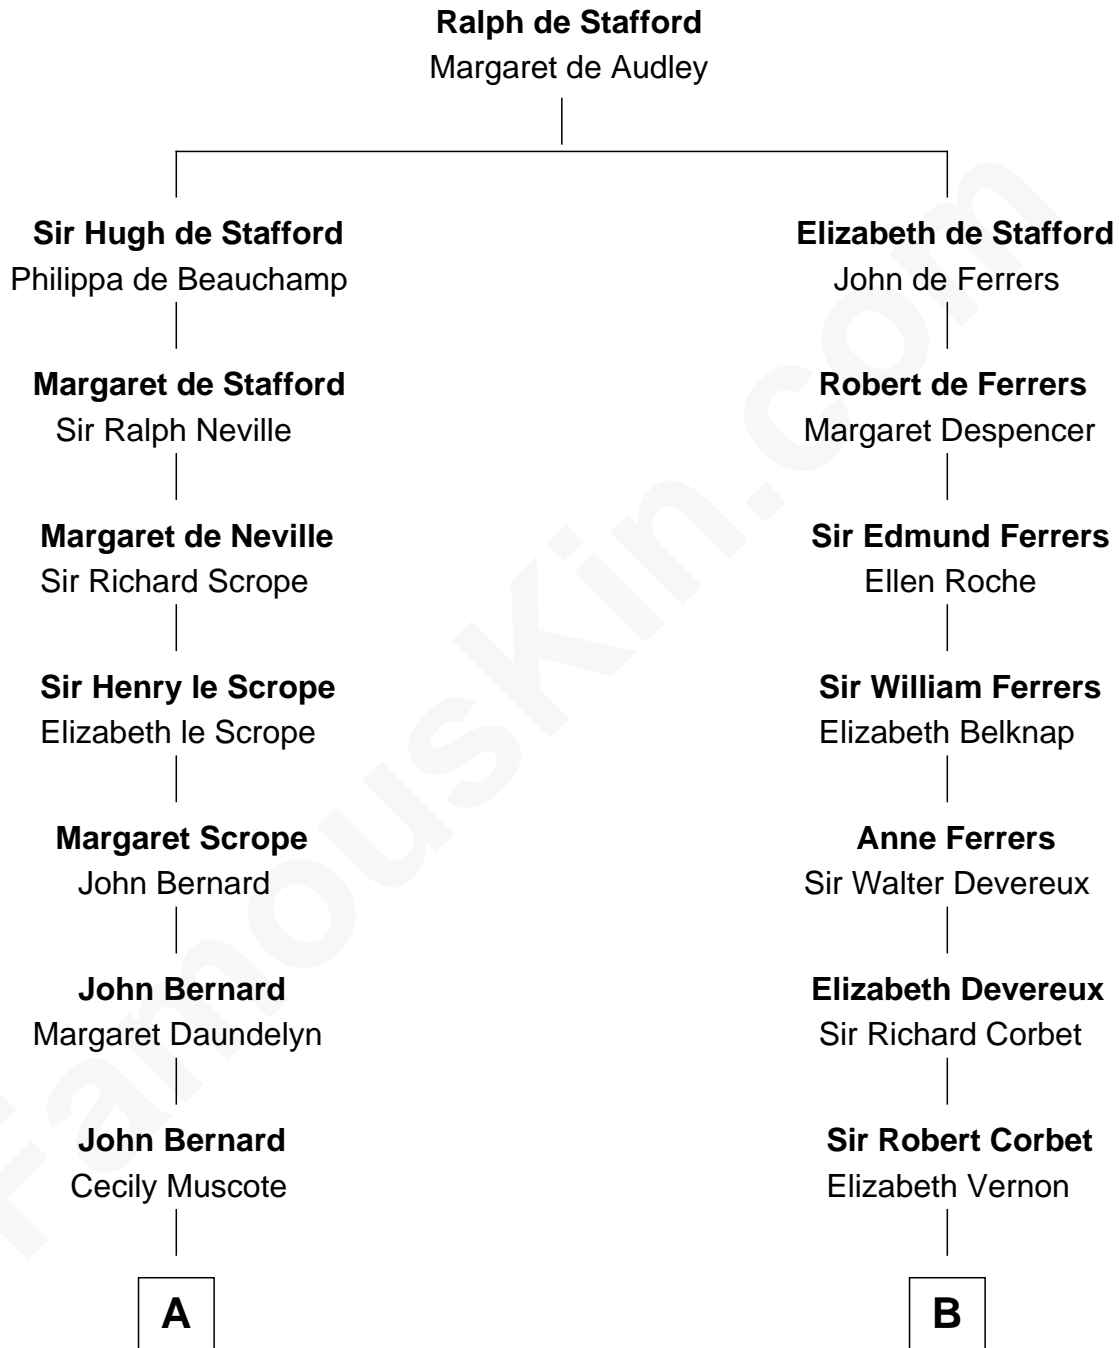 Ralph de Stafford
Margaret de Audley
Sir Hugh de Stafford
Philippa de Beauchamp
Elizabeth de Stafford
John de Ferrers
Margaret de Stafford
Sir Ralph Neville
Robert de Ferrers
Margaret Despencer
Margaret de Neville
Sir Richard Scrope
Sir Edmund Ferrers
Ellen Roche
Sir Henry le Scrope
Elizabeth le Scrope
Sir William Ferrers
Elizabeth Belknap
Margaret Scrope
John Bernard
Anne Ferrers
Sir Walter Devereux
John Bernard
Margaret Daundelyn
Elizabeth Devereux
Sir Richard Corbet
John Bernard
Cecily Muscote
Sir Robert Corbet
Elizabeth Vernon
A
B
FamousKin.com